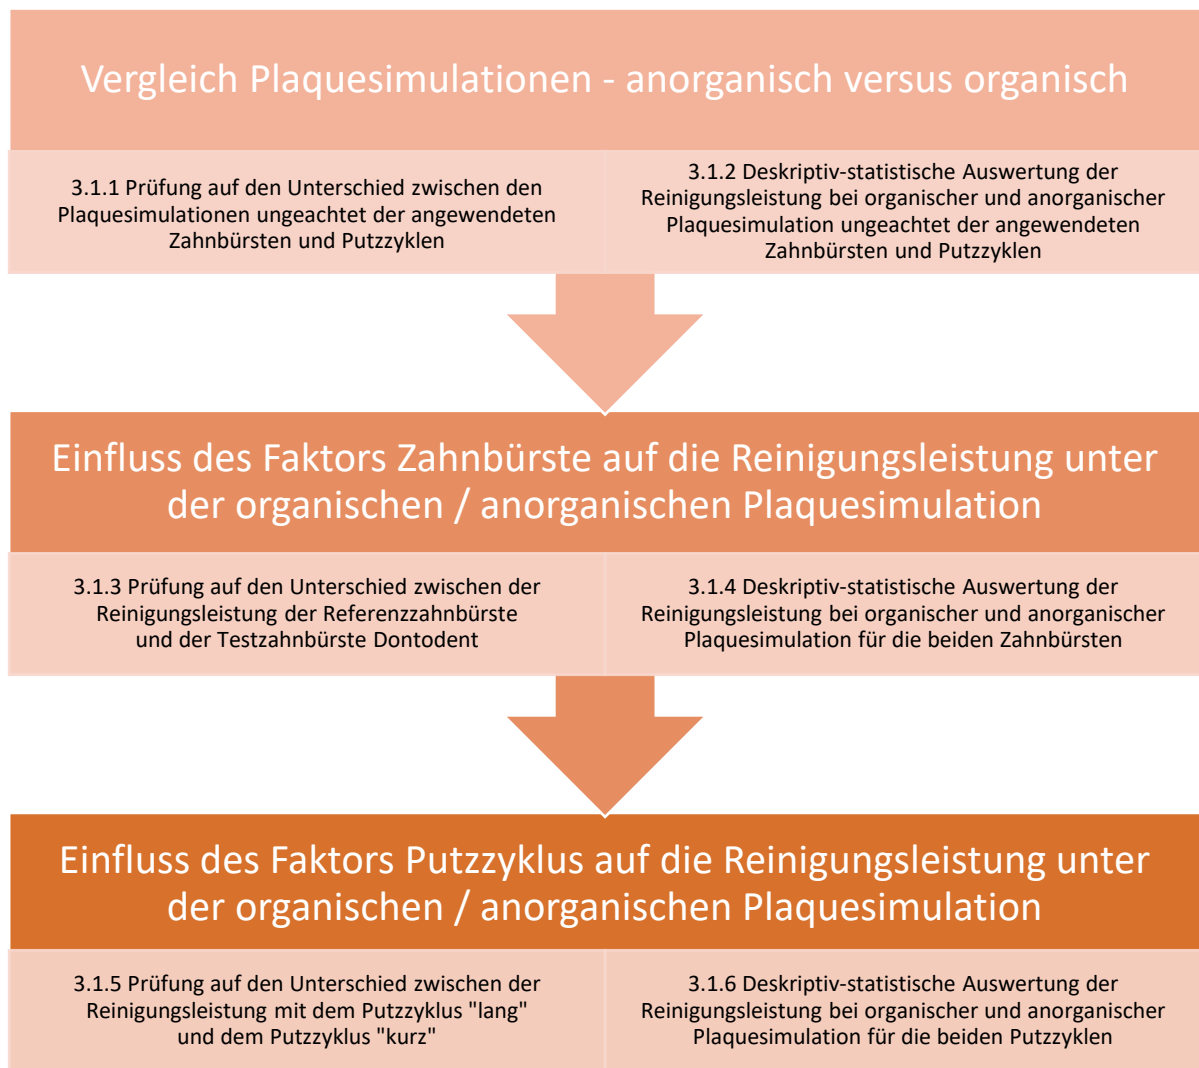 Vergleich Plaquesimulationen - anorganisch versus organisch
3.1.1 Prüfung auf den Unterschied zwischen den
Plaquesimulationen ungeachtet der angewendeten
Zahnbürsten und Putzzyklen
3.1.2 Deskriptiv-statistische Auswertung der
Reinigungsleistung bei organischer und anorganischer
Plaquesimulation ungeachtet der angewendeten
Zahnbürsten und Putzzyklen
Einfluss des Faktors Zahnbürste auf die Reinigungsleistung unter
der organischen / anorganischen Plaquesimulation
3.1.3 Prüfung auf den Unterschied zwischen der
Reinigungsleistung der Referenzzahnbürste
und der Testzahnbürste Dontodent
3.1.4 Deskriptiv-statistische Auswertung der
Reinigungsleistung bei organischer und anorganischer
Plaquesimulation für die beiden Zahnbürsten
Einfluss des Faktors Putzzyklus auf die Reinigungsleistung unter
der organischen / anorganischen Plaquesimulation
3.1.5 Prüfung auf den Unterschied zwischen der
Reinigungsleistung mit dem Putzzyklus "lang"
und dem Putzzyklus "kurz"
3.1.6 Deskriptiv-statistische Auswertung der
Reinigungsleistung bei organischer und anorganischer
Plaquesimulation für die beiden Putzzyklen